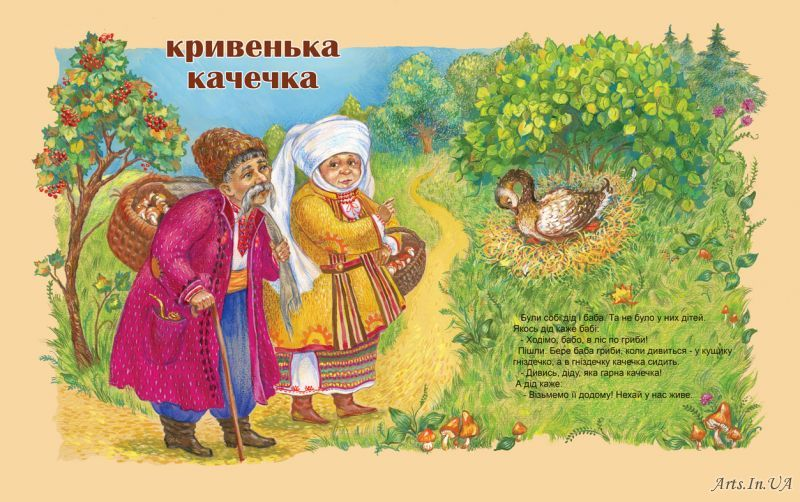 кривенька
качечка
Були собі дід і баба. Та не було у них дітей.
Якось дід каже бабі:
- Ходімо, бабо, в ліс по гриби!
Пішли. Бере баба гриби, коли дивиться - у кущику
гніздечко, а в гніздечку качечка сидить.
- Дивись, діду, яка гарна качечка!
А дід каже:
- Візьмемо її додому! Нехай у нас живе...
Arts.In.UA